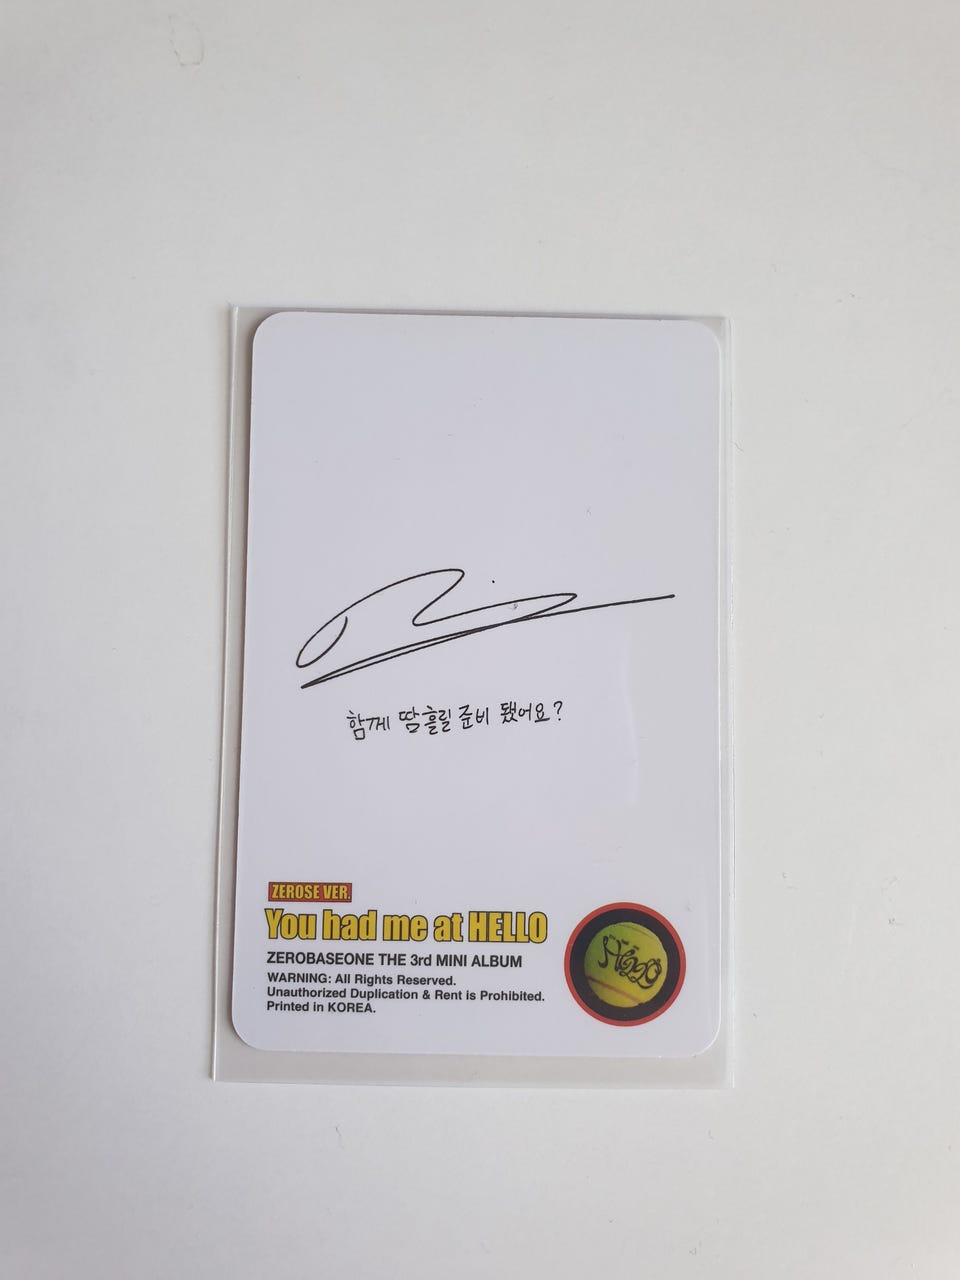 함께 땀 흘릴 준비 됐어요?
ZEROSE VER.
You had me at HELLO
ZEROBASEONE THE 3rd MINI ALBUM
WARNING: All Rights Reserved.
Unauthorized Duplication & Rent is Prohibited.
Printed in KOREA.